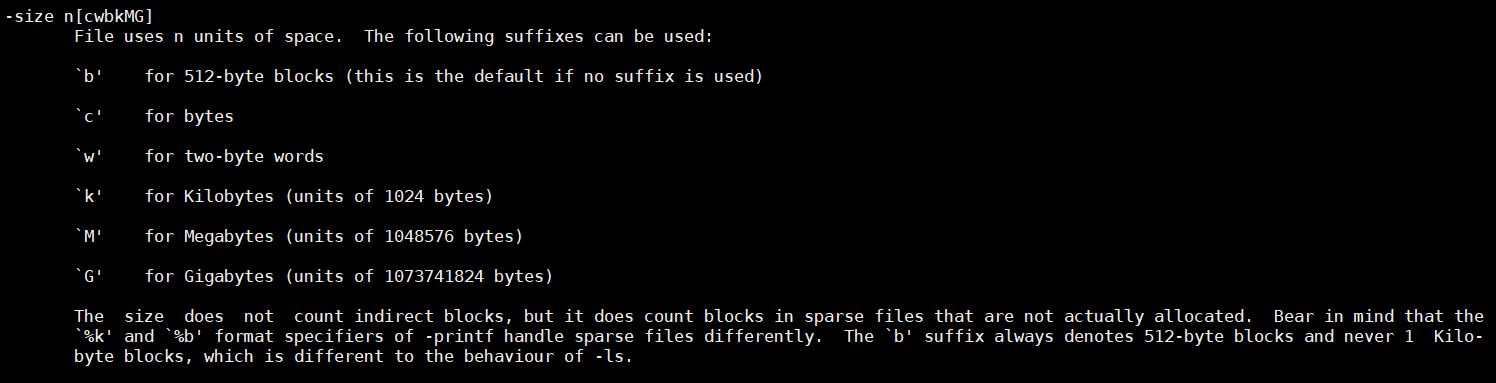 -size n[cwbkMG]
File uses n units of space.  The following suffixes can be used:
`b'    for 512-byte blocks (this is the default if no suffix is used)
`c'    for bytes
`w'    for two-byte words
`k'    for Kilobytes (units of 1024 bytes)
`M'    for Megabytes (units of 1048576 bytes)
`G'    for Gigabytes (units of 1073741824 bytes)
The  size  does  not  count indirect blocks, but it does count blocks in sparse files that are not actually allocated.  Bear in mind that the
`%k' and `%b' format specifiers of -printf handle sparse files differently.  The `b' suffix always denotes 512-byte blocks and never 1  Kilo-
byte blocks, which is different to the behaviour of -ls.